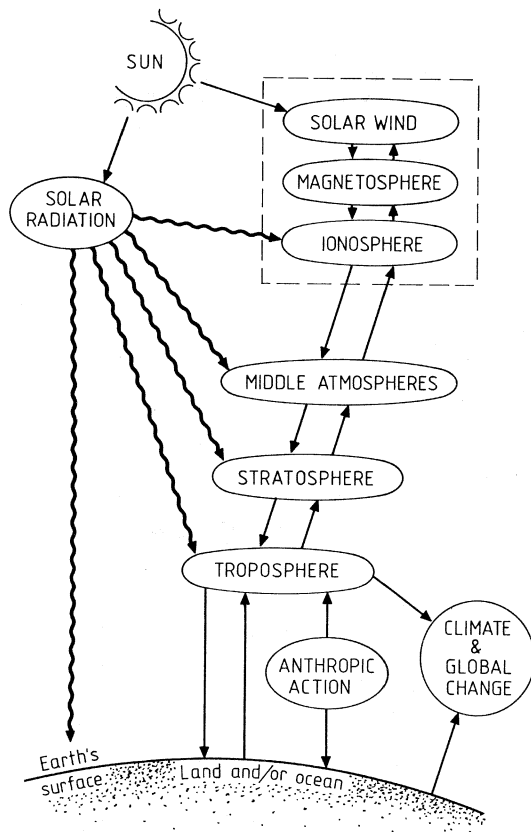 SUN
SOLAR WIND
MAGNETOSPHERE
SOLAR
RADIATION
IONOSPHERE
MIDDLE ATMOSPHERES
STRATOSPHERE
TROPOSPHERE
CLIMATE
&
GLOBAL
CHANGE
ANTHROPIC
ACTION
Earth's
surface
Land and/or ocean